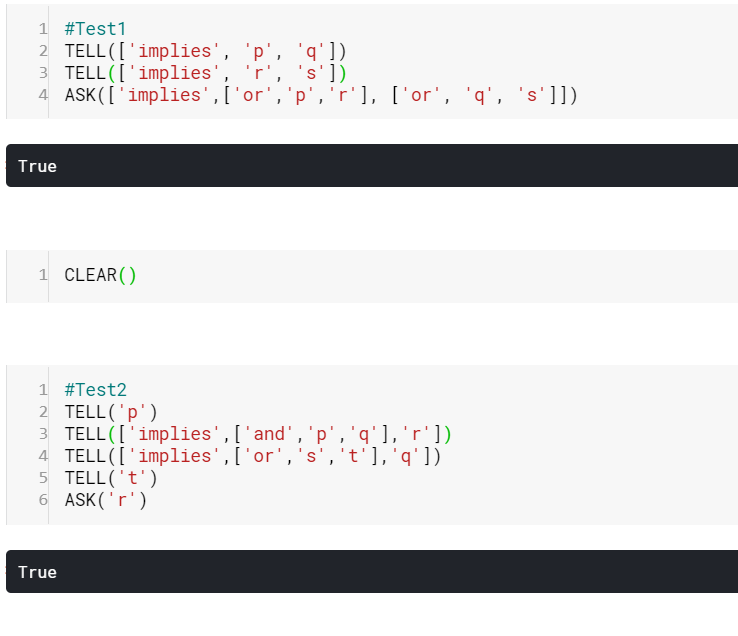 1 #Test1
2 TELL(['implies', 'p', 'q'])
3 TELL(['implies', 'r', 's'])
4 ASK(['implies',['or','p','r'], ['or', 'q', 's']])
True
1 CLEAR()
1 #Test2
2 TELL('p')
3 TELL(['implies',['and','p','q'],'r'])
4 TELL(['implies',['or','s','t'],'q'])
5 TELL('t')
6 ASK('r')
True